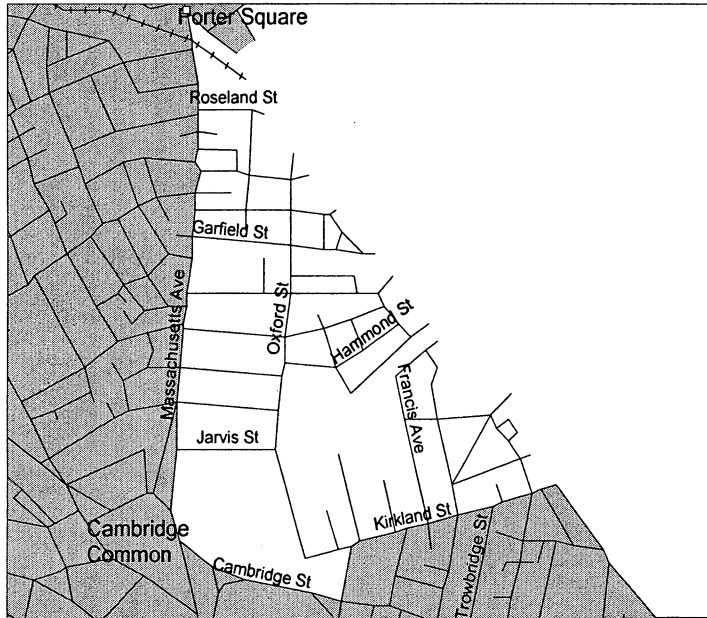 Porter Square
Roseland St
Garfield St
Massachusetts Ave
Oxford St
Hammond St
Francis Ave
Jarvis St
Kirkland St
Cambridge
Common
Cambridge St
Trowbridge St